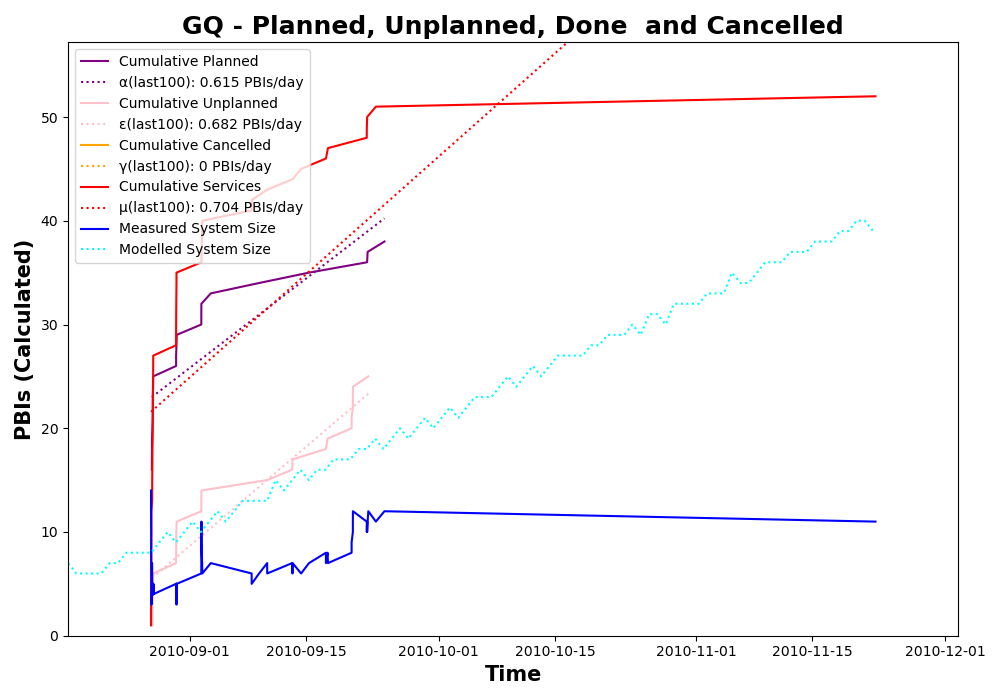 GQ - Planned, Unplanned, Done  and Cancelled
Cumulative Planned
α(last100): 0.615 PBIs/day
Cumulative Unplanned
ε(last100): 0.682 PBIs/day
Cumulative Cancelled
γ(last100): 0 PBIs/day
Cumulative Services
μ(last100): 0.704 PBIs/day
Measured System Size
Modelled System Size
PBIs (Calculated)
50
40
30
20
10
0
2010-09-01
2010-09-15
2010-10-01
2010-10-15
2010-11-01
2010-11-15
2010-12-01
Time